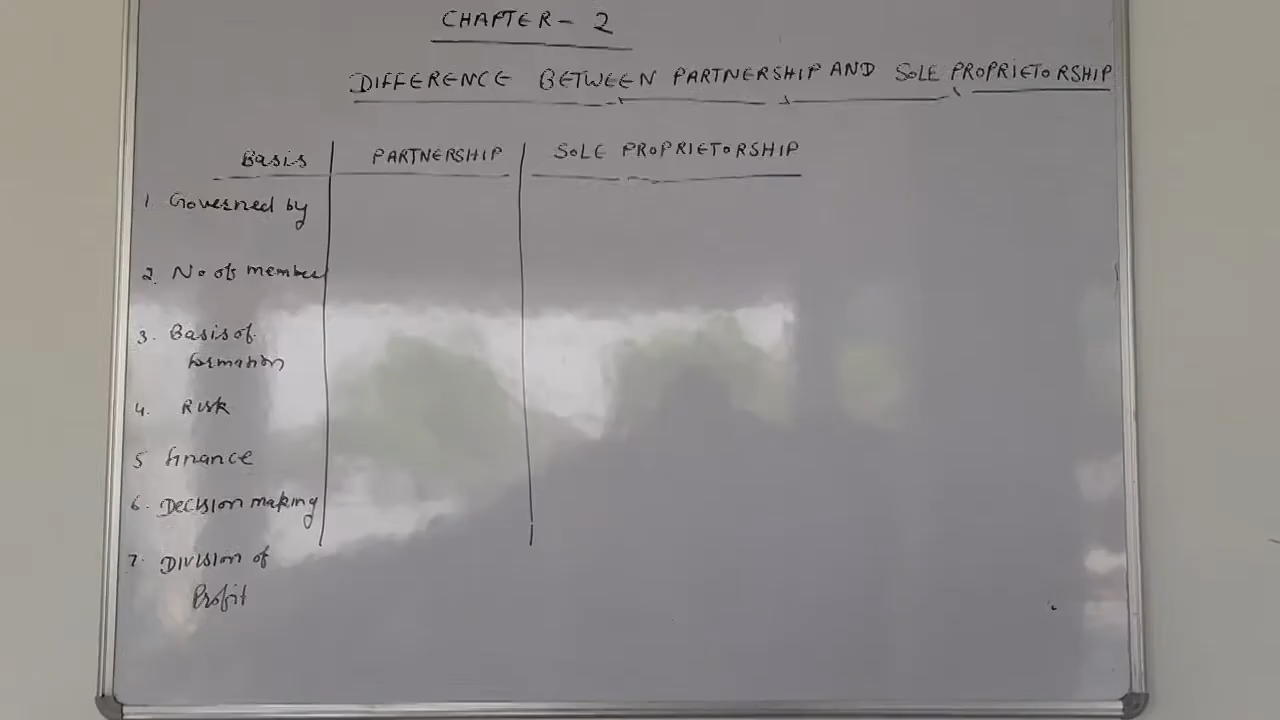 CHAPTER - 2
DIFFERENCE BETWEEN PARTNERSHIP AND SOLE PROPRIETORSHIP
Basis PARTNERSHIP SOLE PROPRIETORSHIP
1. Governed by
2. No of member
3. Basis of
formation
4. Risk
5 finance
6. Decision making
7. Division of
Profit